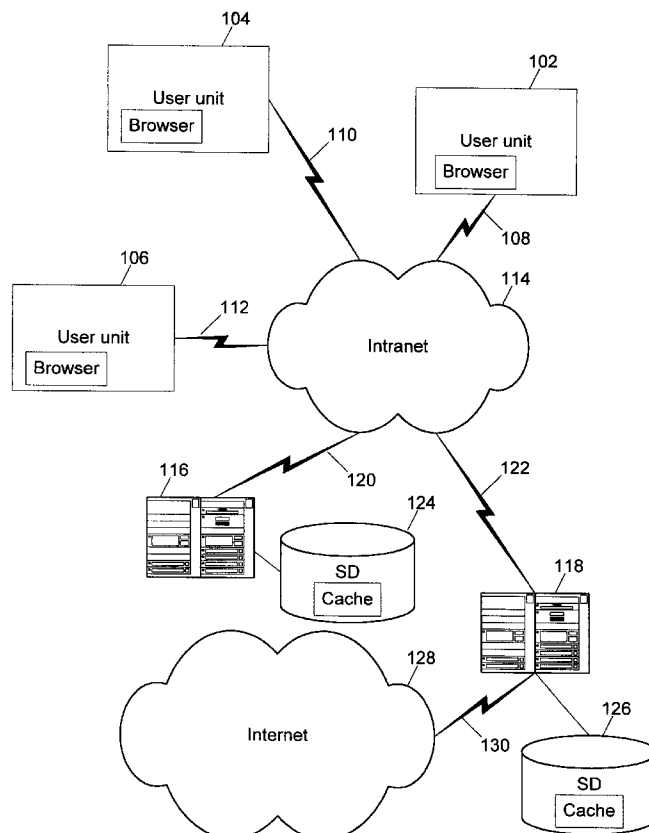 104
102
User unit
Browser
User unit
Browser
110
108
106
114
User unit
112
Browser
Intranet
116
120
122
124
118
SD
Cache
128
Internet
130
126
SD
Cache